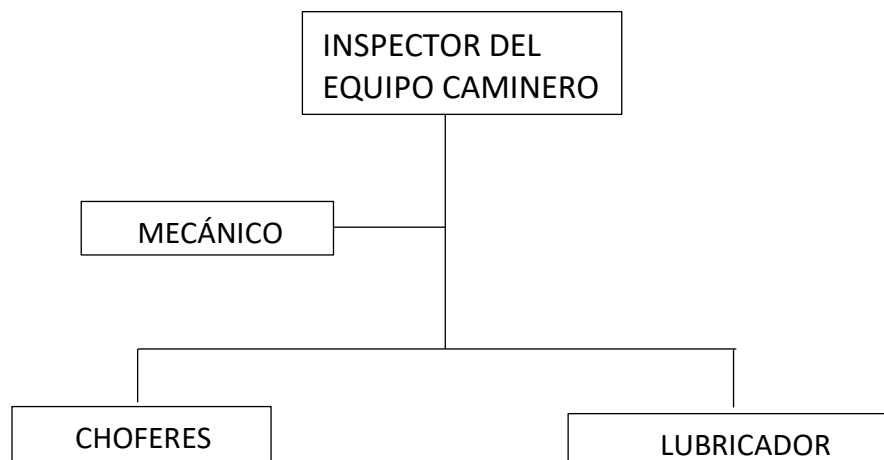 INSPECTOR DEL
EQUIPO CAMINERO
MECÁNICO
CHOFERES
LUBRICADOR